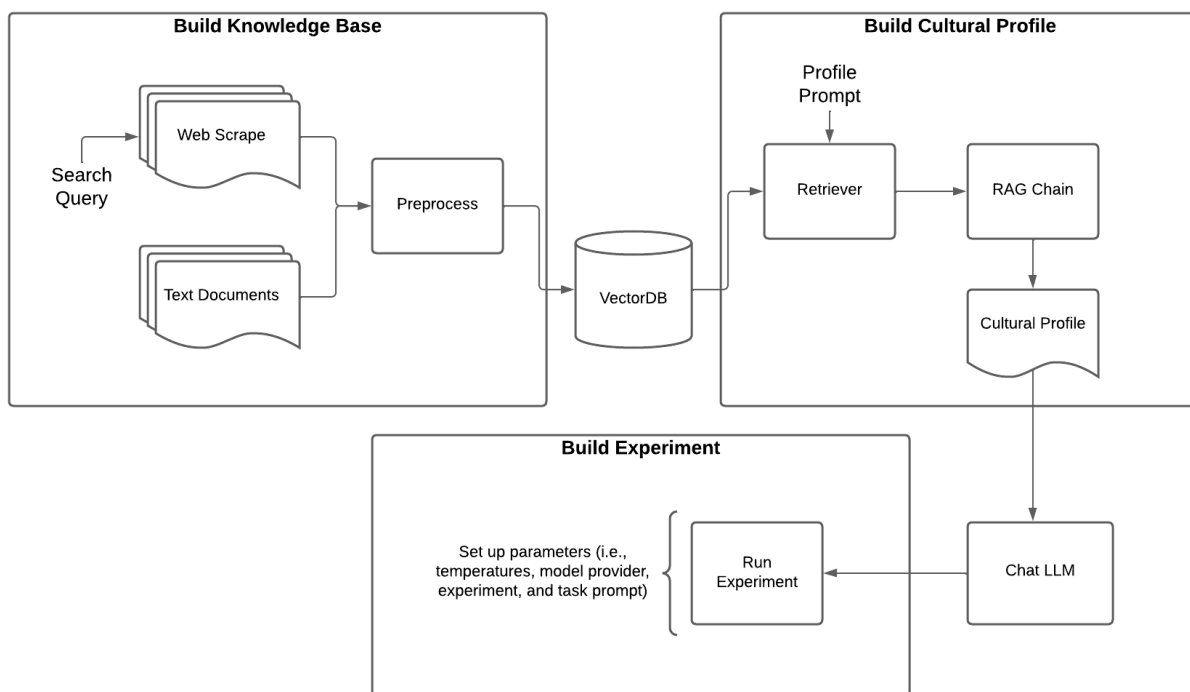 Build Knowledge Base
Web Scrape
Search
Query
Preprocess
Text Documents
VectorDB
Build Cultural Profile
Profile
Prompt
Retriever
RAG Chain
Cultural Profile
Build Experiment
Set up parameters (i.e.,
temperatures, model provider,
experiment, and task prompt)
Run
Experiment
Chat LLM